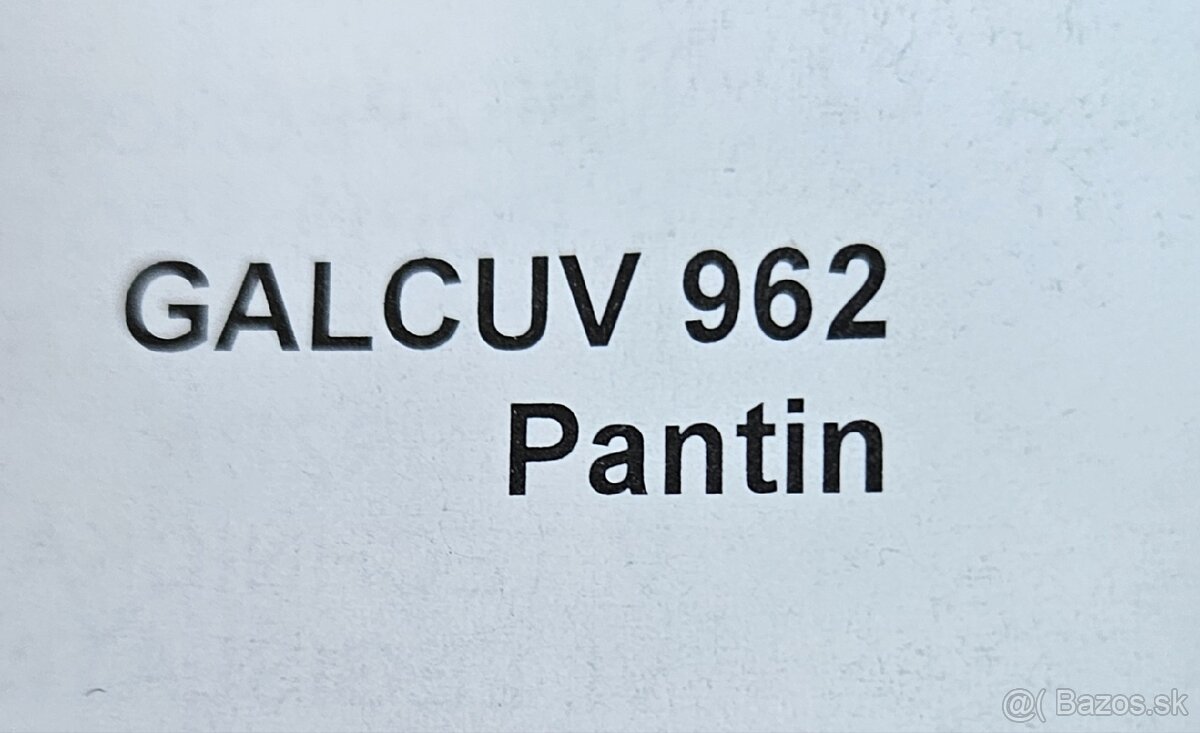 GALCUV 962
Pantin
@( Bazos.sk